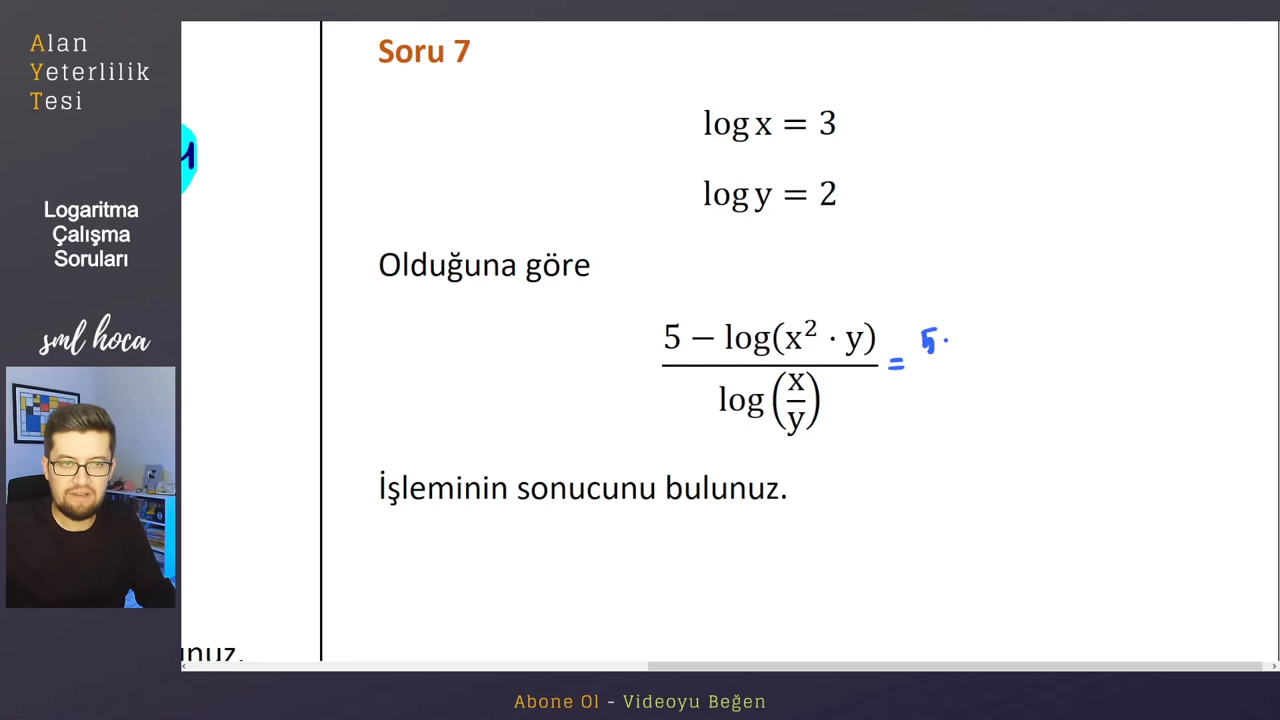 Alan
Yeterlilik
Tesi
Logaritma
Çalışma
Soruları
sml hoca
Soru 7
log x = 3
log y = 2
Olduğuna göre
5 − log(x² · y)
log (x/y)
= 5
İşleminin sonucunu bulunuz.
Abone Ol - Videoyu Beğen